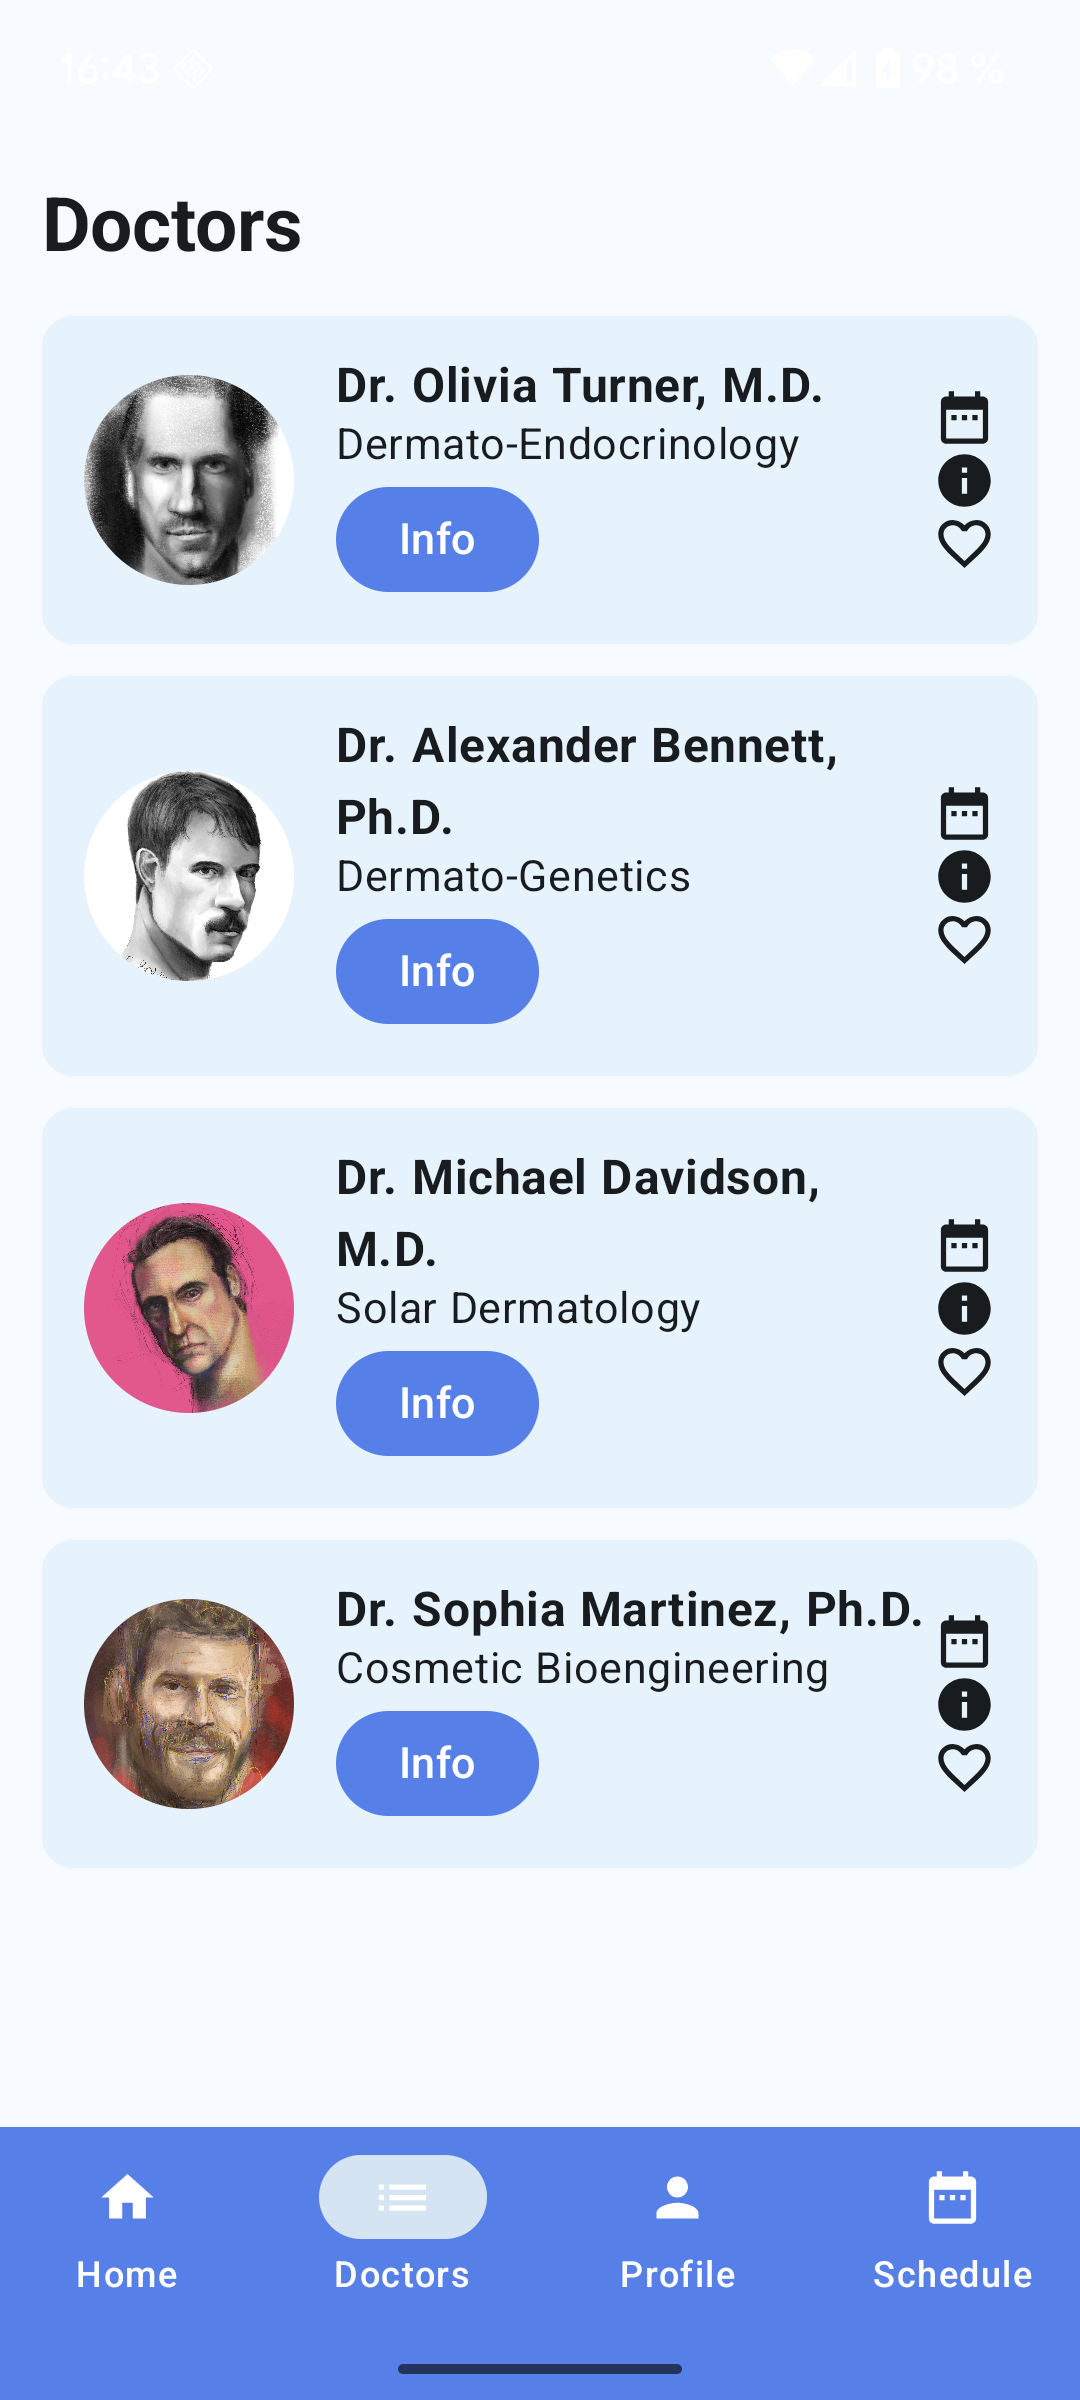 16:43
98 %
Doctors
Dr. Olivia Turner, M.D.
Dermato-Endocrinology
Info
Dr. Alexander Bennett,
Ph.D.
Dermato-Genetics
Info
Dr. Michael Davidson,
M.D.
Solar Dermatology
Info
Dr. Sophia Martinez, Ph.D.
Cosmetic Bioengineering
Info
Home
Doctors
Profile
Schedule